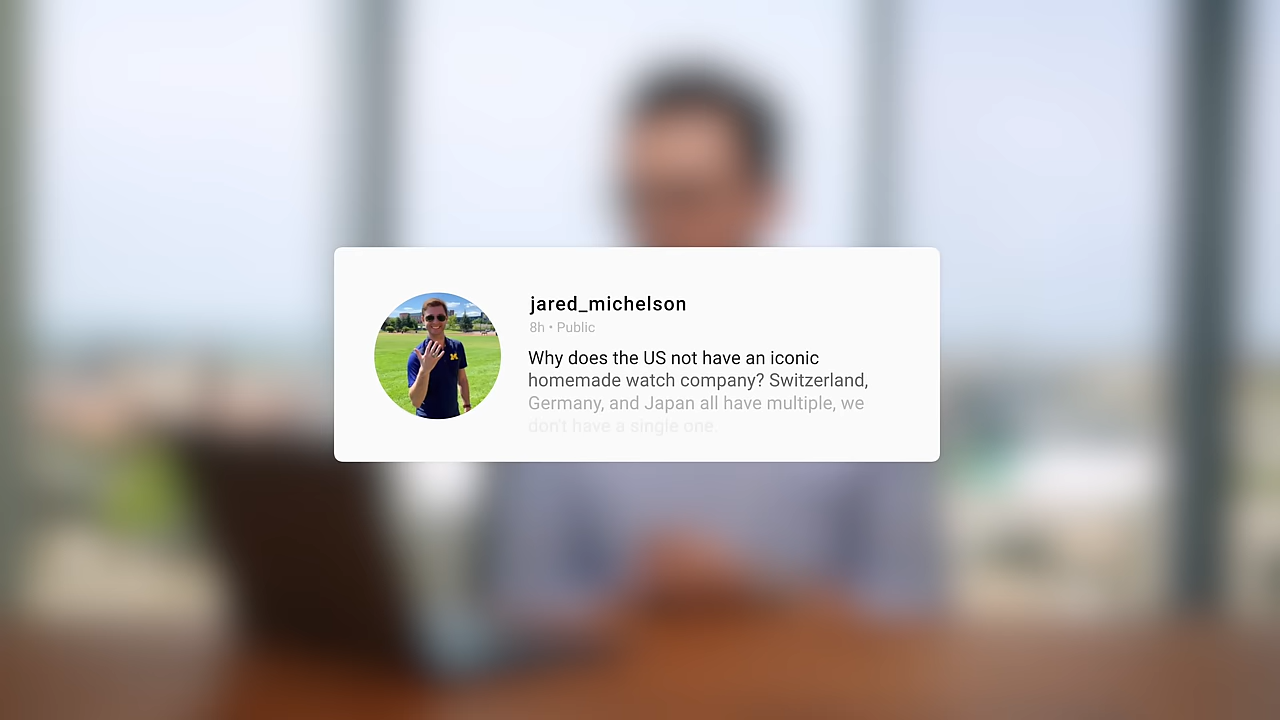 jared_michelson
8h • Public
Why does the US not have an iconic
homemade watch company? Switzerland,
Germany, and Japan all have multiple, we
don't have a single one.